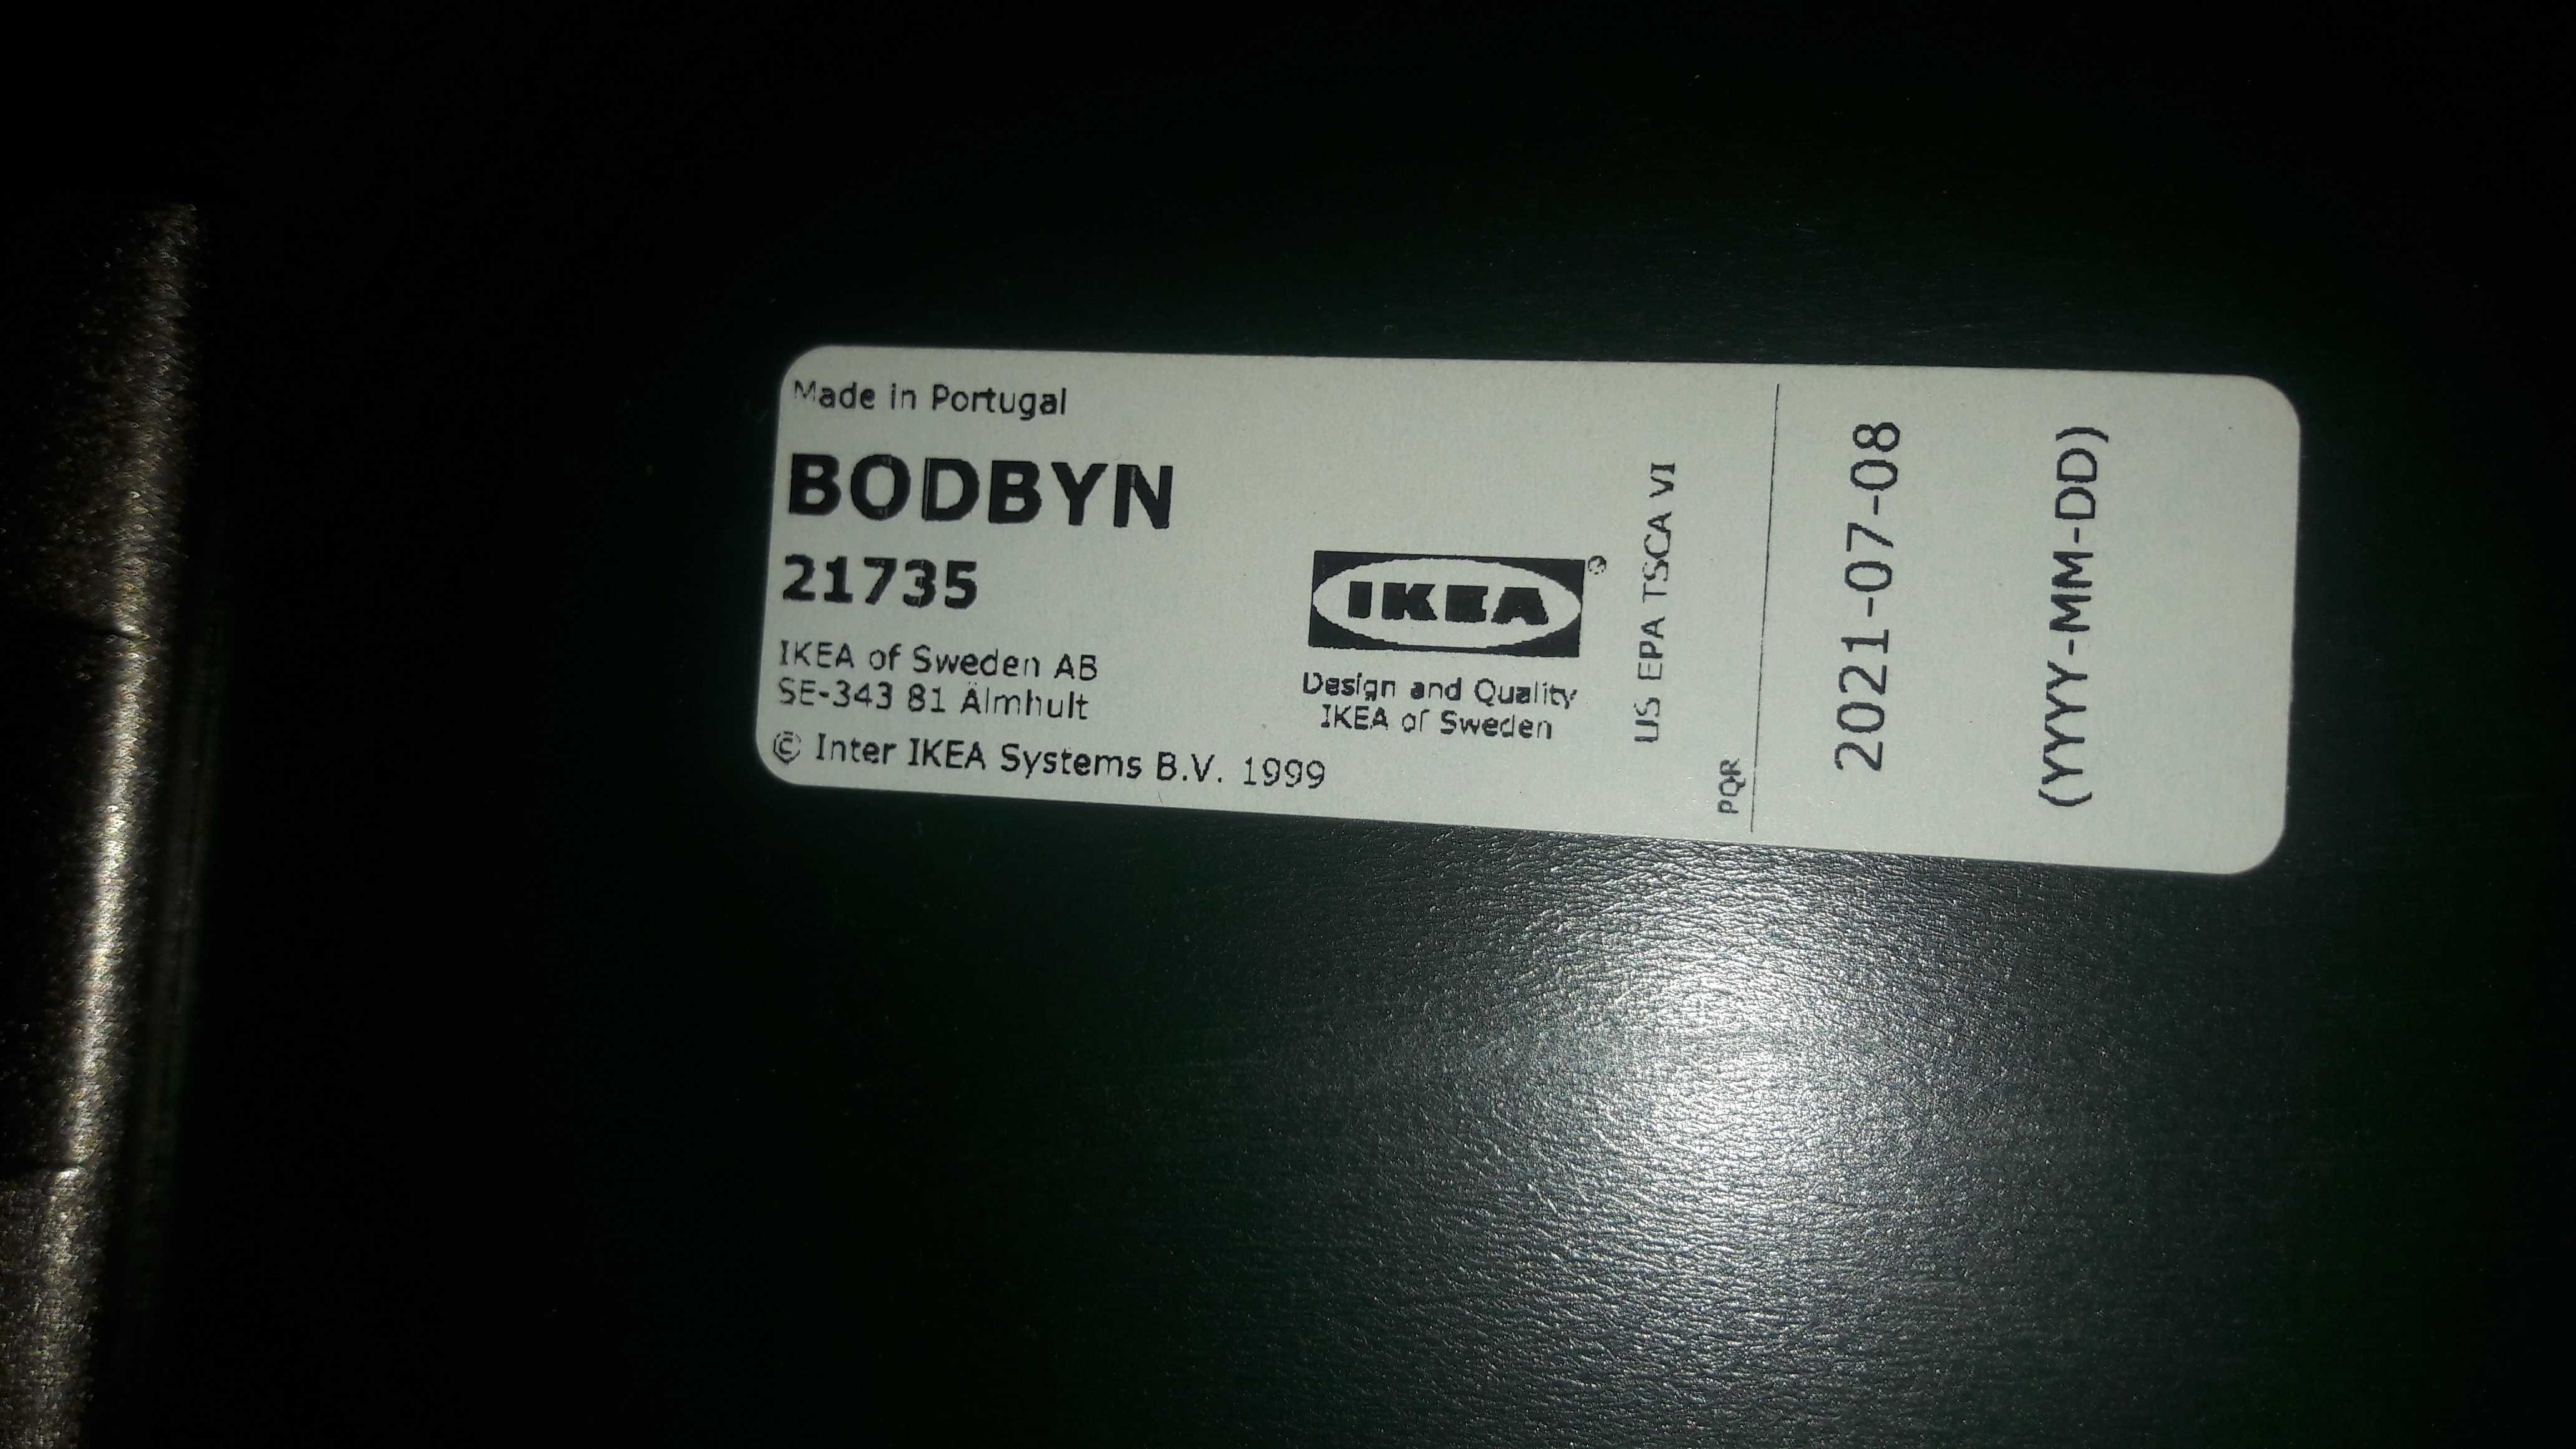 Made in Portugal
BODBYN
21735
IKEA of Sweden AB
SE-343 81 Älmhult
© Inter IKEA Systems B.V. 1999
IKEA®
Design and Quality
IKEA of Sweden
US EPA TSCA VI
PQR
2021-07-08
(YYYY-MM-DD)